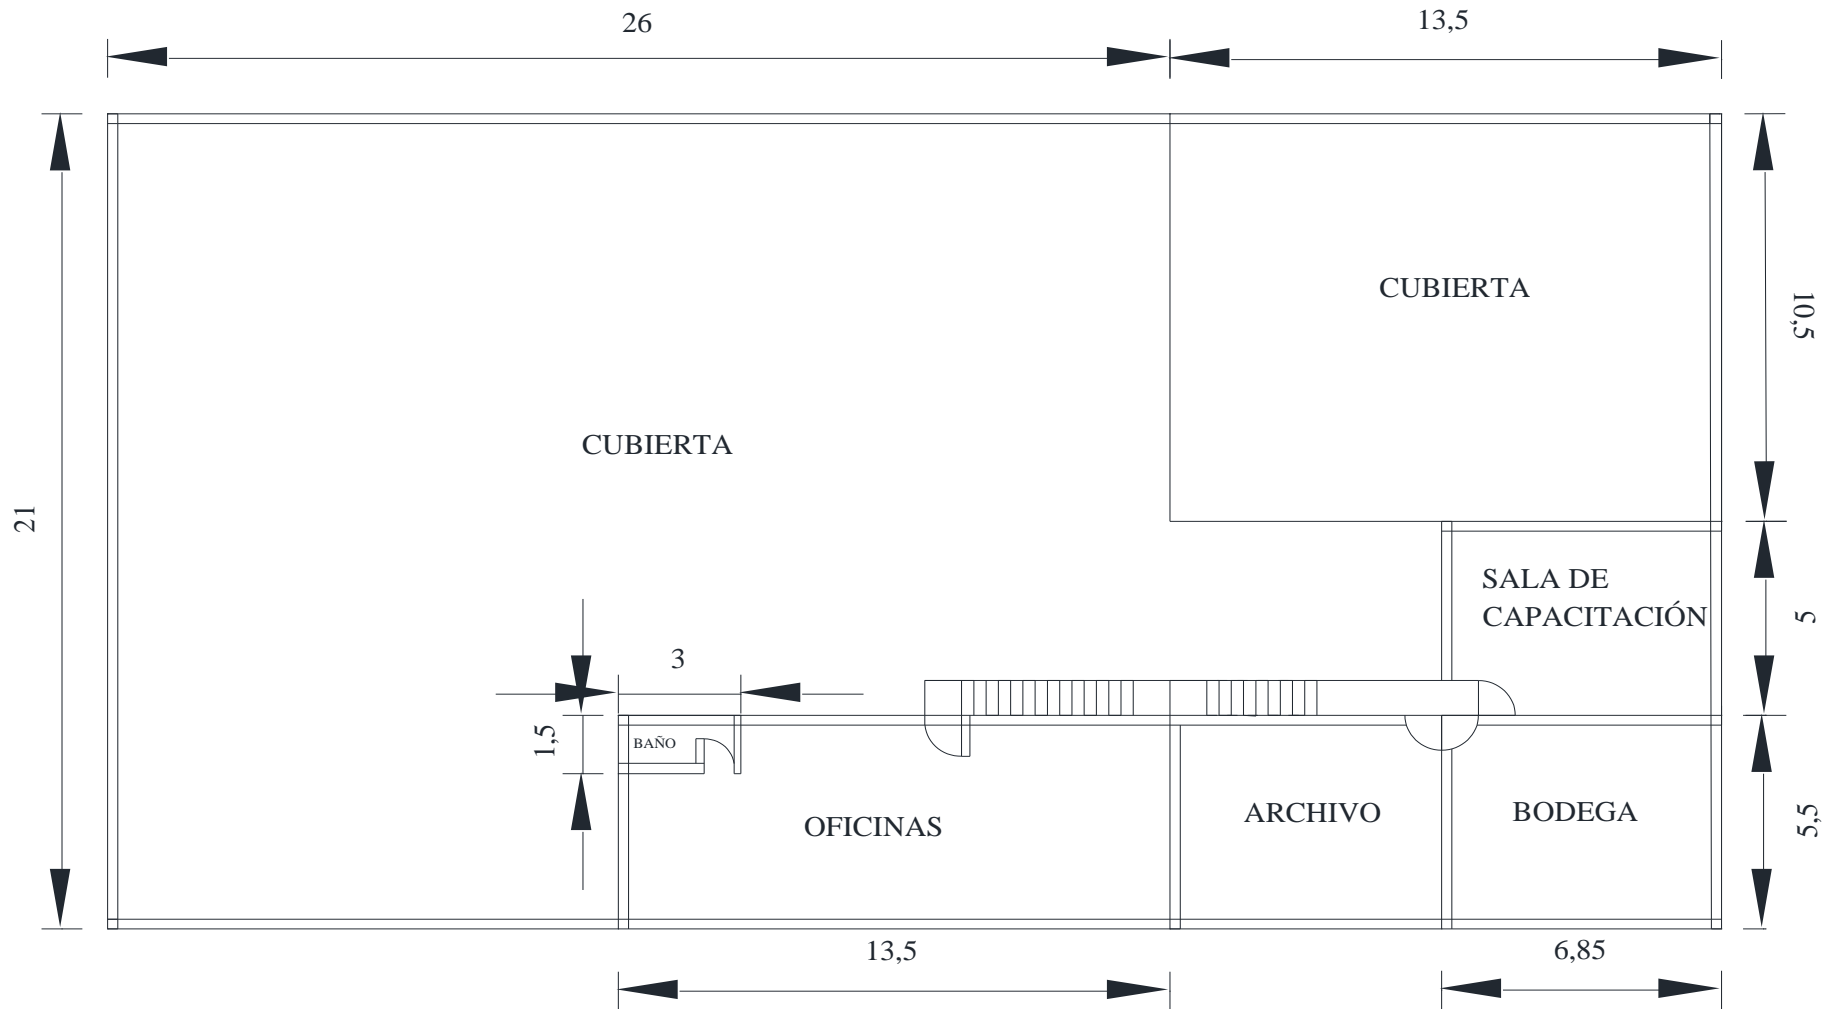 26
13,5
CUBIERTA
10,5
CUBIERTA
21
SALA DE
CAPACITACIÓN
5
3
1,5
BAÑO
OFICINAS
ARCHIVO
BODEGA
5,5
13,5
6,85